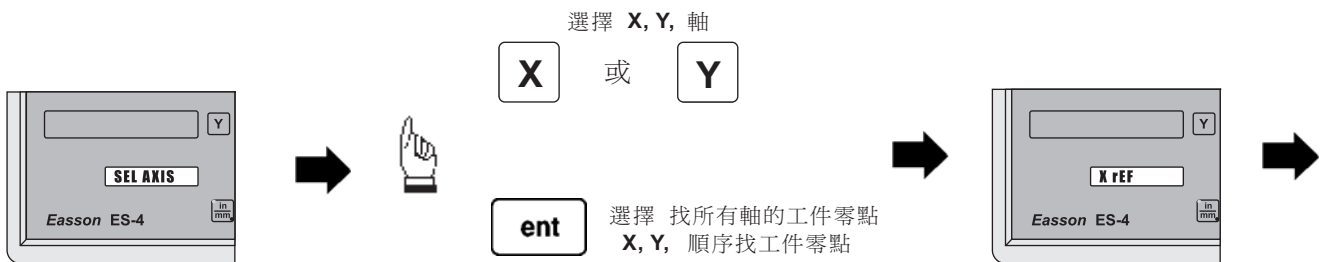 選擇 X, Y, 軸
X 或 Y
Y
SEL AXIS
in
mm
Easson ES-4
ent
選擇 找所有軸的工件零點
X, Y, 順序找工件零點
Y
X rEF
in
mm
Easson ES-4